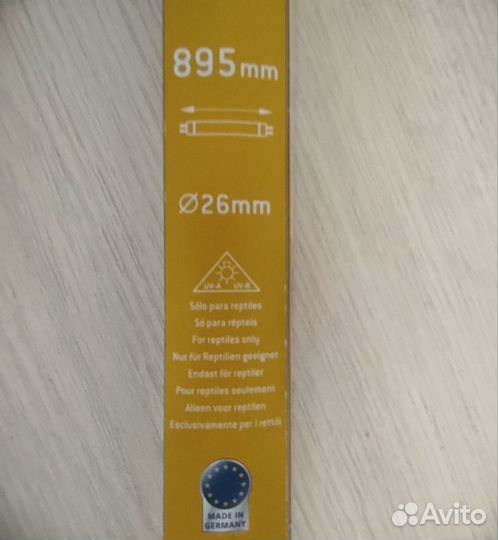 895mm
Ø26mm
UV-A UV-B
Sólo para reptiles
Só para répteis
For reptiles only
Nur für Reptilien geeignet
Endast för reptiler
Pour reptiles seulement
Alleen voor reptilen
Esclusivamente per i rettili
MADE IN
GERMANY
Avito